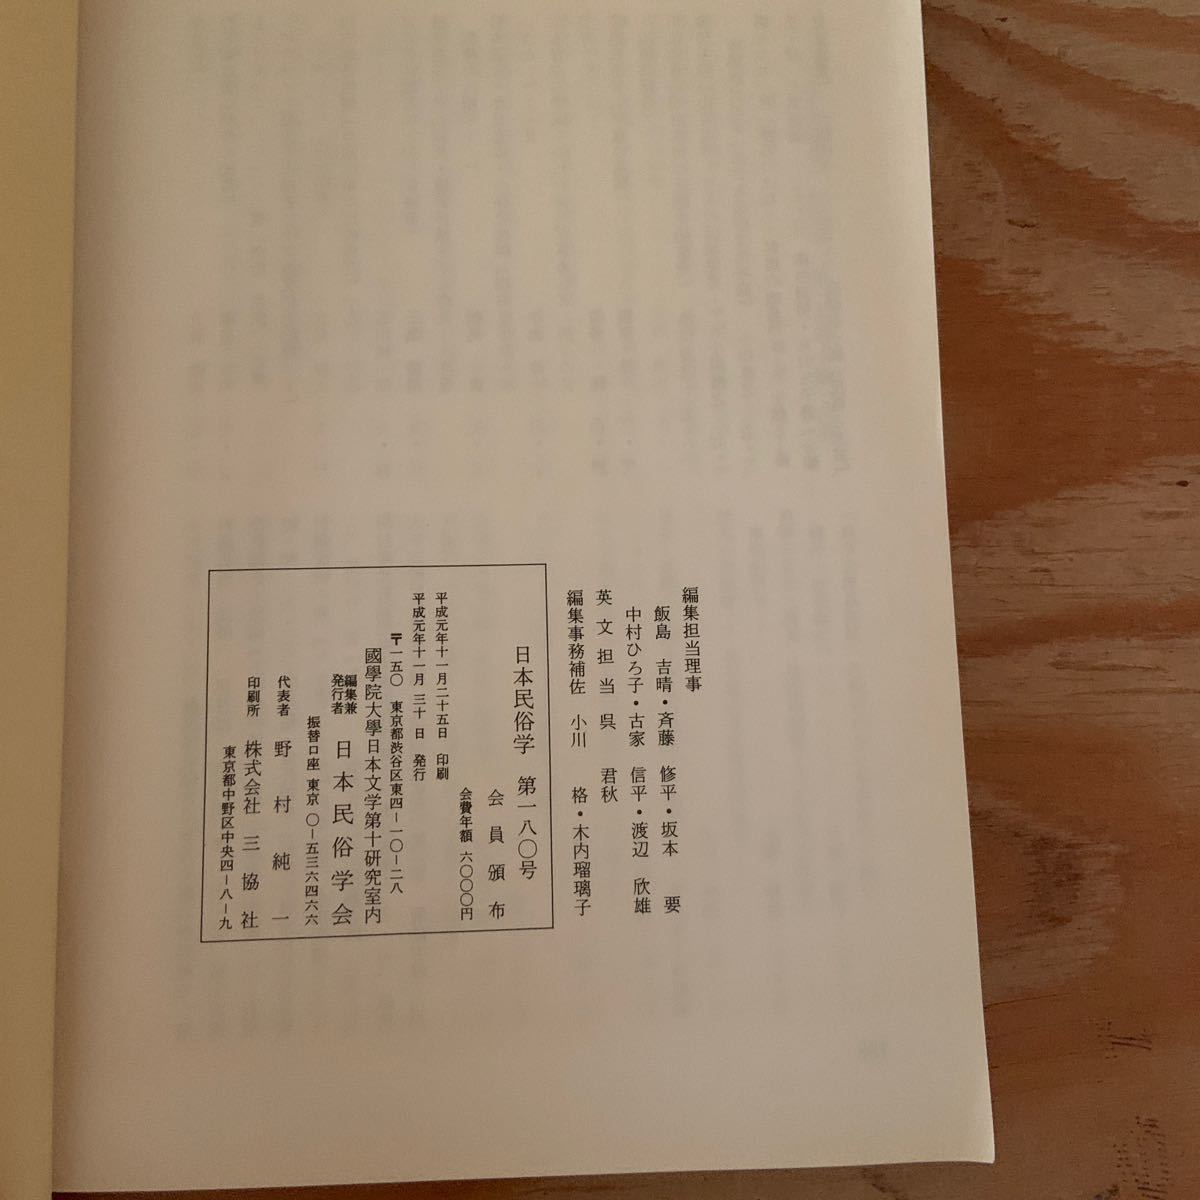 編集担当理事
飯島 吉晴・斉藤 修平・坂本 要
中村ひろ子・古家 信平・渡辺 欣雄
英文担当 呉 君秋
編集事務補佐 小川 格・木内瑠璃子
日本民俗学 第一八〇号
会員頒布
会費年額 六〇〇〇円
平成元年十一月二十五日 印刷
平成元年十一月三十日 発行
〒一五〇 東京都渋谷区東四―一〇―二八
國學院大學日本文学第十研究室内
編集兼発行者 日本民俗学会
振替口座 東京 〇―五三六四六六
代表者 野村純一
印刷所 株式会社 三協社
東京都中野区中央四―八―九